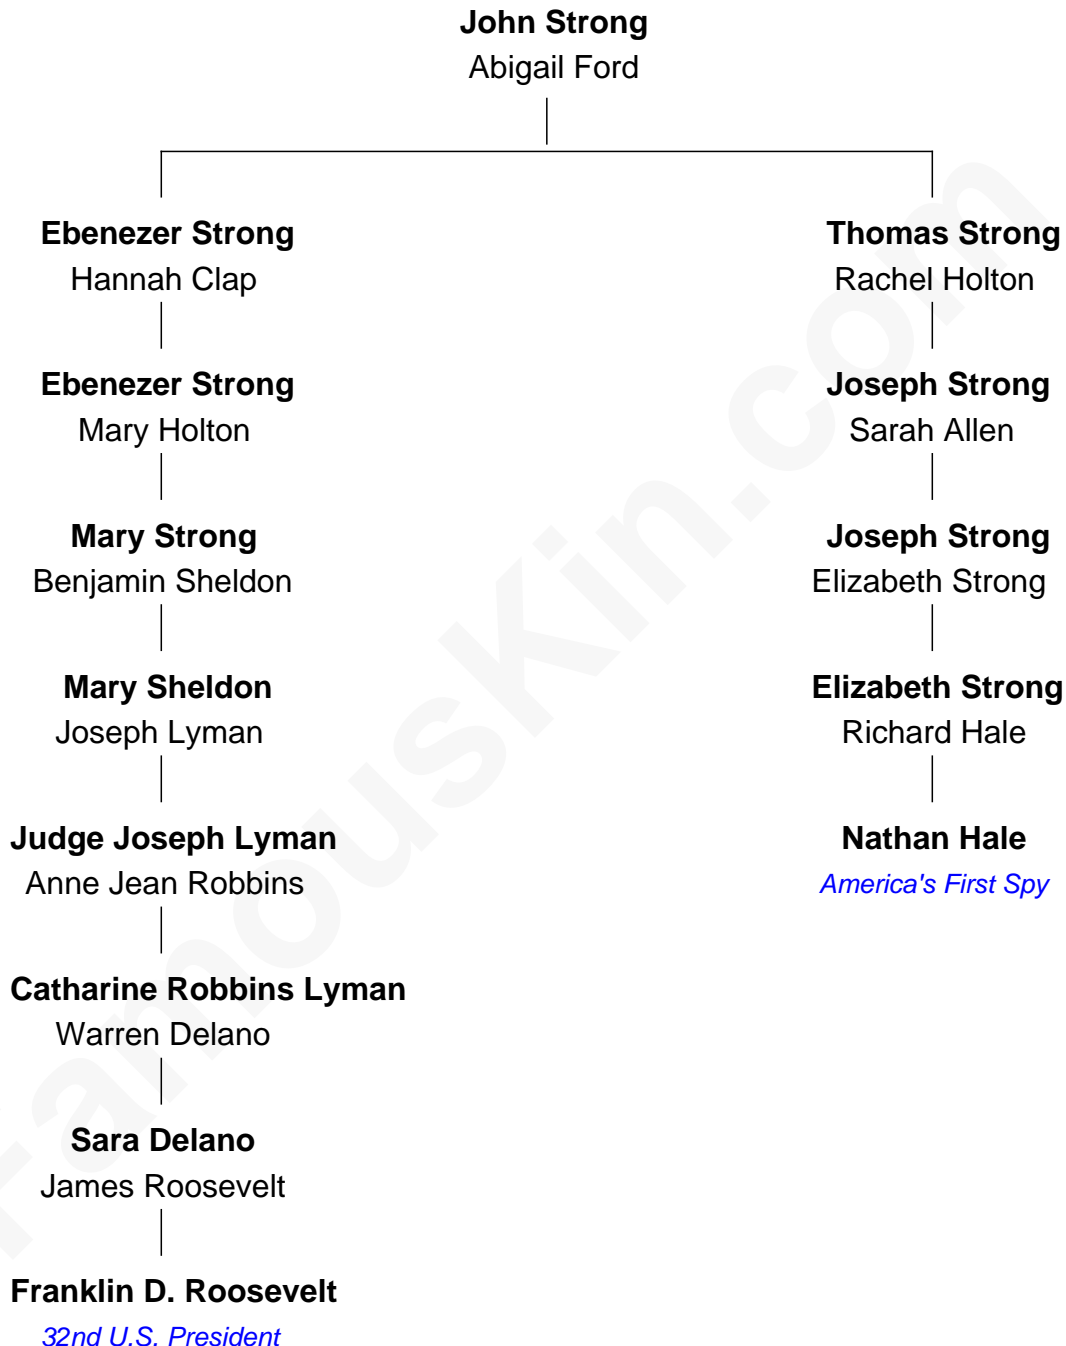 John Strong
Abigail Ford
Ebenezer Strong
Hannah Clap
Thomas Strong
Rachel Holton
Ebenezer Strong
Mary Holton
Joseph Strong
Sarah Allen
Mary Strong
Benjamin Sheldon
Joseph Strong
Elizabeth Strong
Mary Sheldon
Joseph Lyman
Elizabeth Strong
Richard Hale
Judge Joseph Lyman
Anne Jean Robbins
Nathan Hale
America's First Spy
Catharine Robbins Lyman
Warren Delano
Sara Delano
James Roosevelt
Franklin D. Roosevelt
32nd U.S. President
FamousKin.com